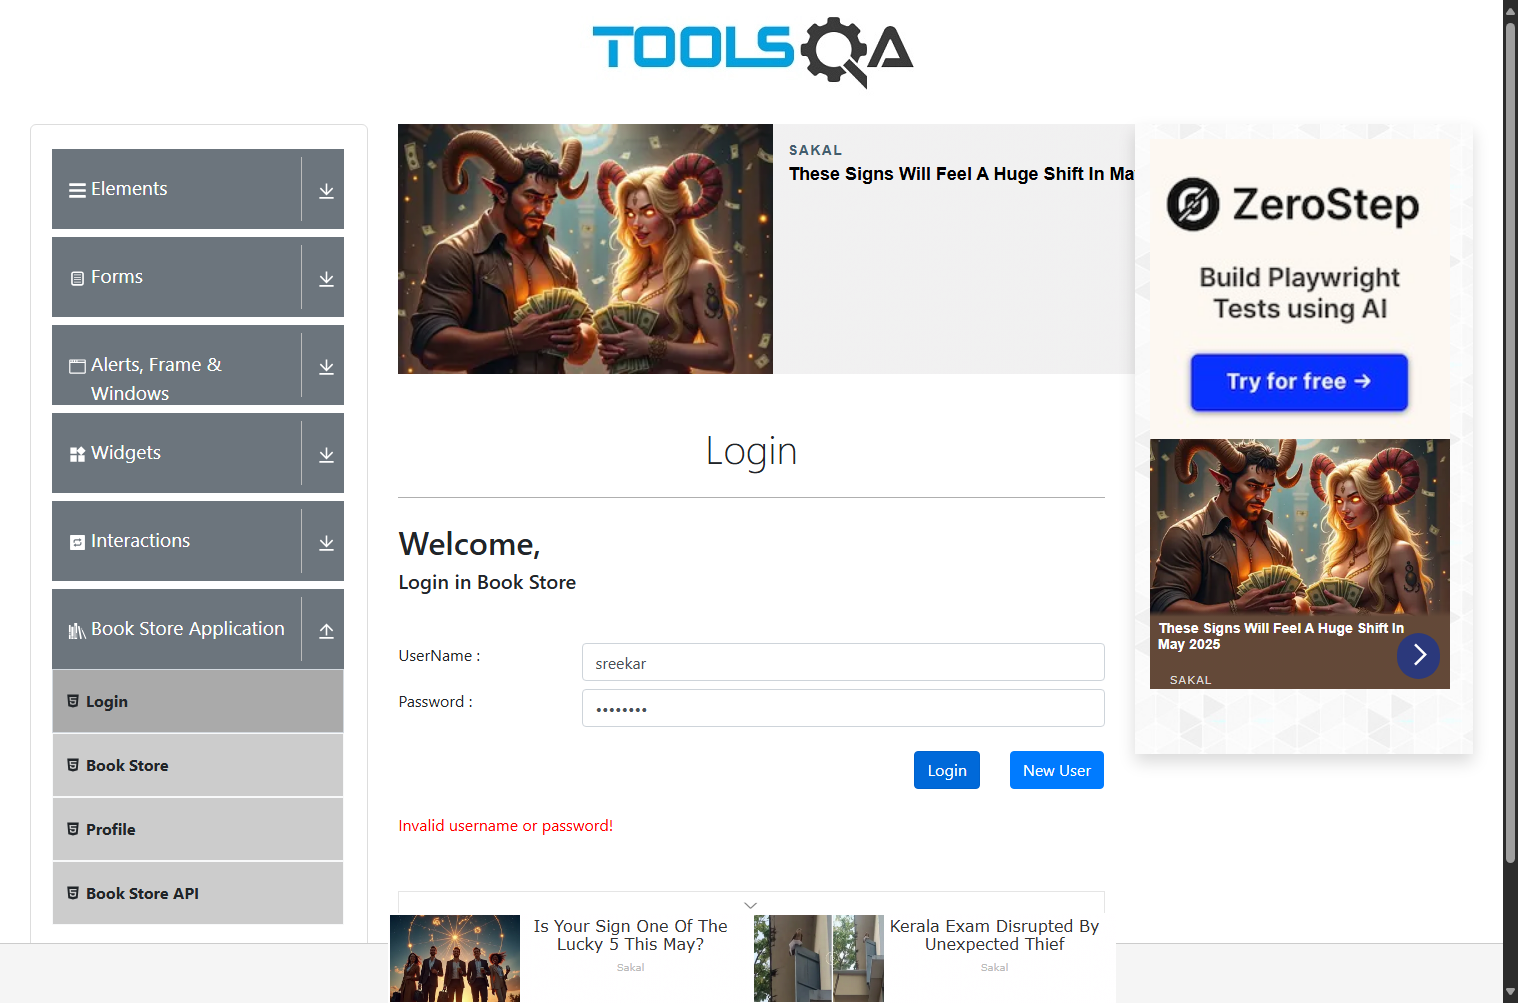 TOOLSQA
Elements
Forms
Alerts, Frame &
Windows
Widgets
Interactions
Book Store Application
Login
Book Store
Profile
Book Store API
SAKAL
These Signs Will Feel A Huge Shift In Ma
Login
Welcome,
Login in Book Store
UserName :
sreekar
Password :
••••••••
Login
New User
Invalid username or password!
Is Your Sign One Of The
Lucky 5 This May?
Sakal
Kerala Exam Disrupted By
Unexpected Thief
Sakal
ZeroStep
Build Playwright
Tests using AI
Try for free →
These Signs Will Feel A Huge Shift In
May 2025
SAKAL